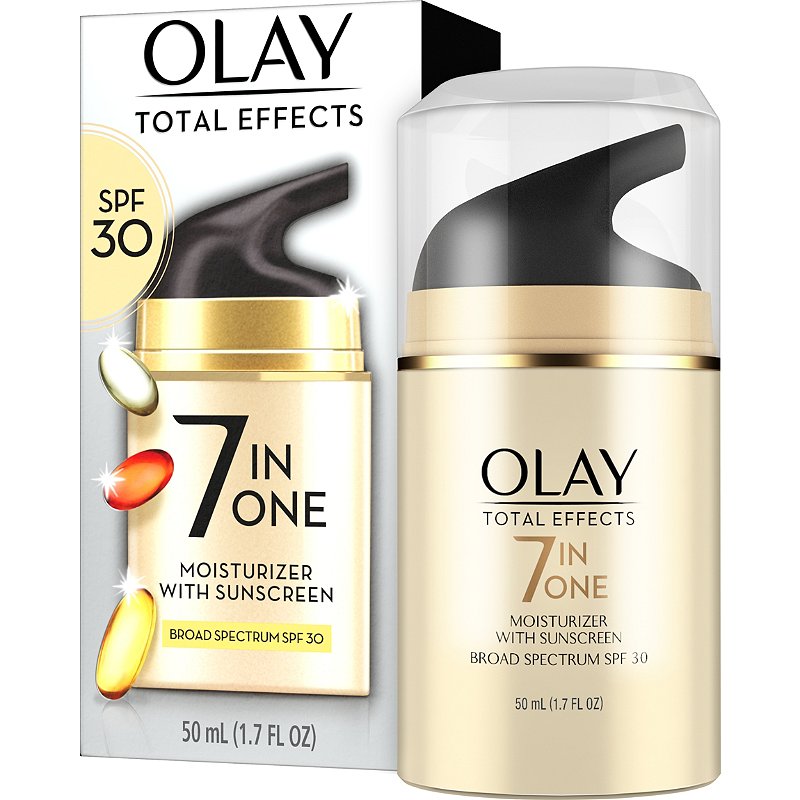 OLAY
TOTAL EFFECTS
SPF
30
7 IN
ONE
MOISTURIZER
WITH SUNSCREEN
BROAD SPECTRUM SPF 30
50 mL (1.7 FL OZ)
OLAY
TOTAL EFFECTS
7 IN
ONE
MOISTURIZER
WITH SUNSCREEN
BROAD SPECTRUM SPF 30
50 mL (1.7 FL OZ)